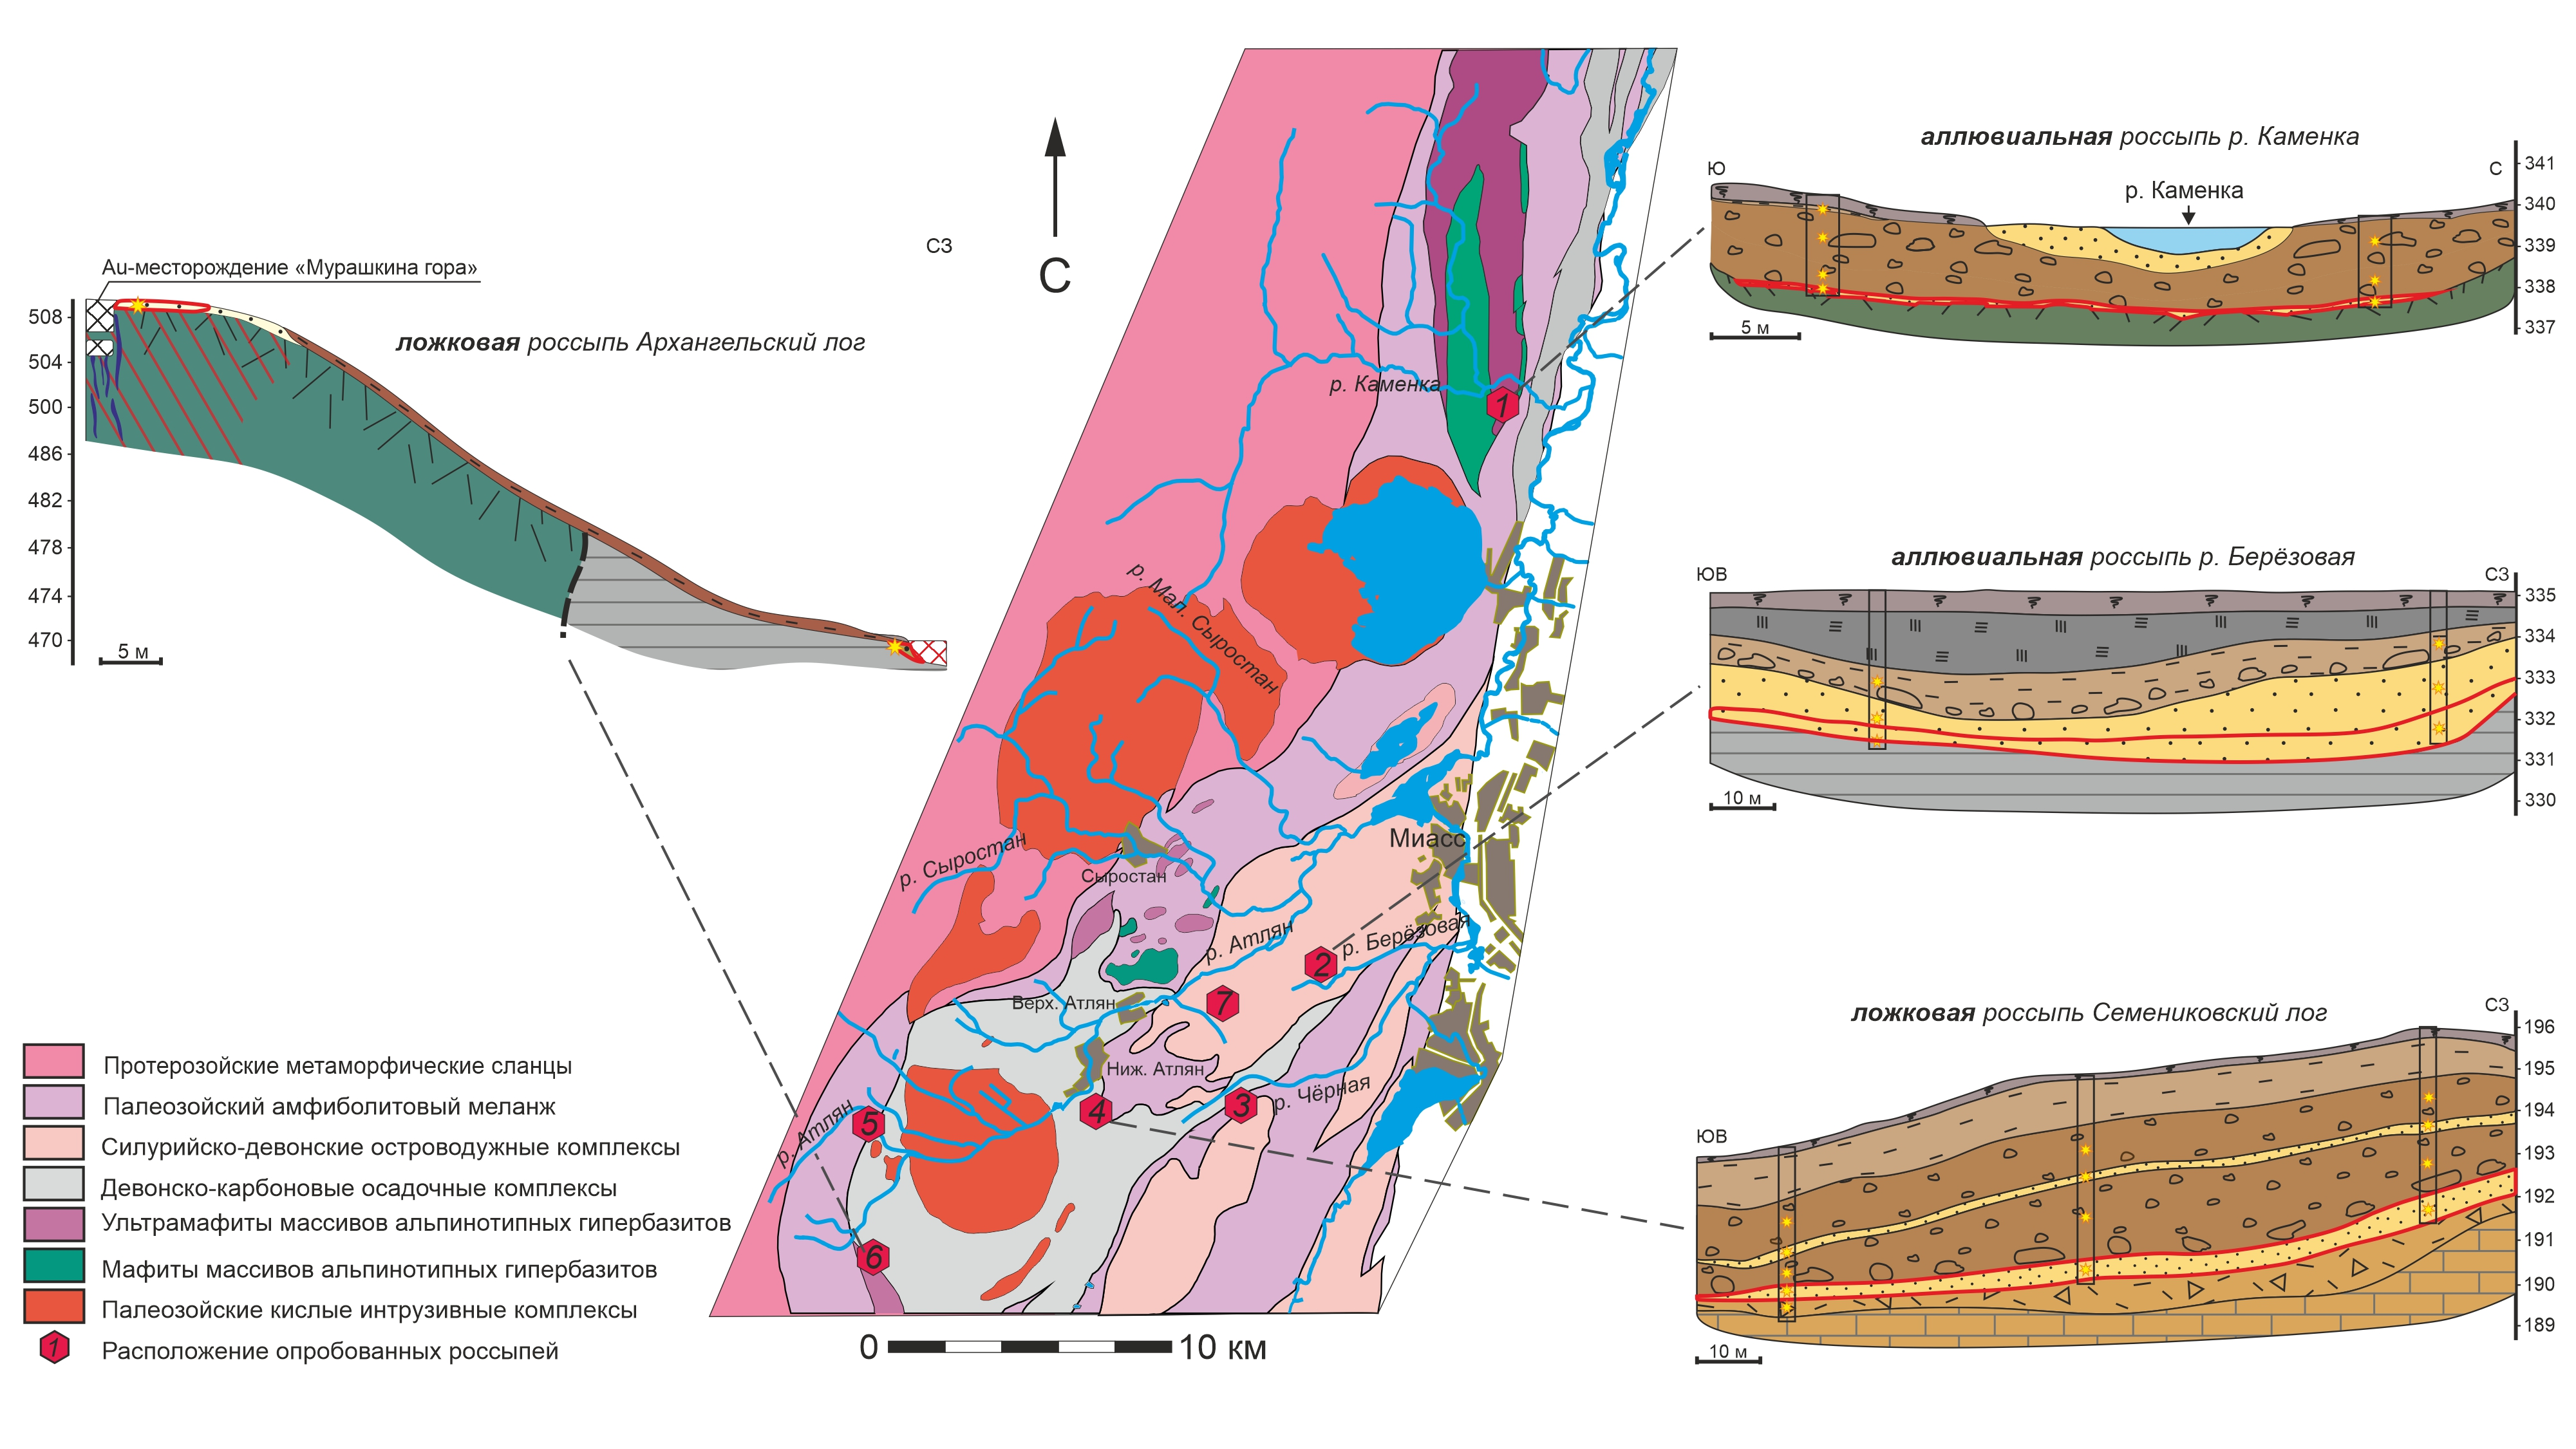 аллювиальная россыпь р. Каменка
Ю
С
р. Каменка
341
340
339
338
337
5 м
СЗ
С
Au-месторождение «Мурашкина гора»
ложковая россыпь Архангельский лог
508
504
500
486
482
478
474
470
5 м
р. Каменка
1
аллювиальная россыпь р. Берёзовая
ЮВ
СЗ
335
334
333
332
331
330
10 м
р. Мал. Сыростан
Миасс
р. Сыростан
Сыростан
р. Атлян
р. Берёзовая
2
Верх. Атлян
7
Ниж. Атлян
р. Чёрная
3
4
р. Атлян
5
6
ложковая россыпь Семениковский лог
СЗ
ЮВ
196
195
194
193
192
191
190
189
10 м
Протерозойские метаморфические сланцы
Палеозойский амфиболитовый меланж
Силурийско-девонские островодужные комплексы
Девонско-карбоновые осадочные комплексы
Ультрамафиты массивов альпинотипных гипербазитов
Мафиты массивов альпинотипных гипербазитов
Палеозойские кислые интрузивные комплексы
1 Расположение опробованных россыпей
0 10 км